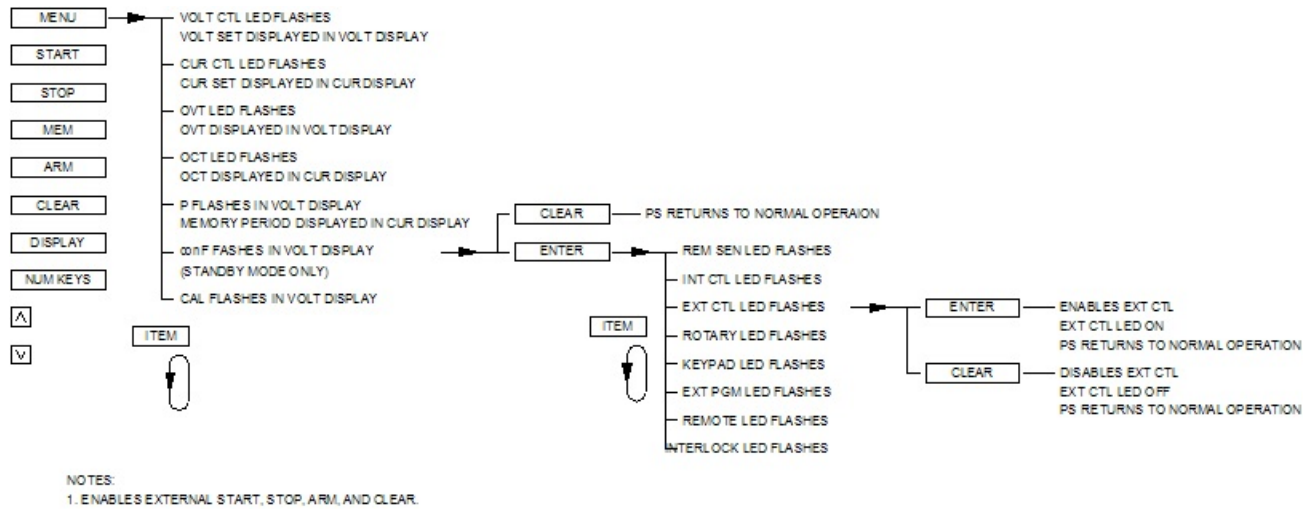 MENU
START
STOP
MEM
ARM
CLEAR
DISPLAY
NUM KEYS
VOLT CTL LED FLASHES
VOLT SET DISPLAYED IN VOLT DISPLAY
CUR CTL LED FLASHES
CUR SET DISPLAYED IN CUR DISPLAY
OVT LED FLASHES
OVT DISPLAYED IN VOLT DISPLAY
OCT LED FLASHES
OCT DISPLAYED IN CUR DISPLAY
P FLASHES IN VOLT DISPLAY
MEMORY PERIOD DISPLAYED IN CUR DISPLAY
conF FASHES IN VOLT DISPLAY
(STANDBY MODE ONLY)
CAL FLASHES IN VOLT DISPLAY
ITEM
CLEAR
PS RETURNS TO NORMAL OPERAION
ENTER
REM SEN LED FLASHES
INT CTL LED FLASHES
EXT CTL LED FLASHES
ROTARY LED FLASHES
KEYPAD LED FLASHES
EXT PGM LED FLASHES
REMOTE LED FLASHES
INTERLOCK LED FLASHES
ITEM
ENTER
ENABLES EXT CTL
EXT CTL LED ON
PS RETURNS TO NORMAL OPERATION
CLEAR
DISABLES EXT CTL
EXT CTL LED OFF
PS RETURNS TO NORMAL OPERATION
NOTES:
1. ENABLES EXTERNAL START, STOP, ARM, AND CLEAR.